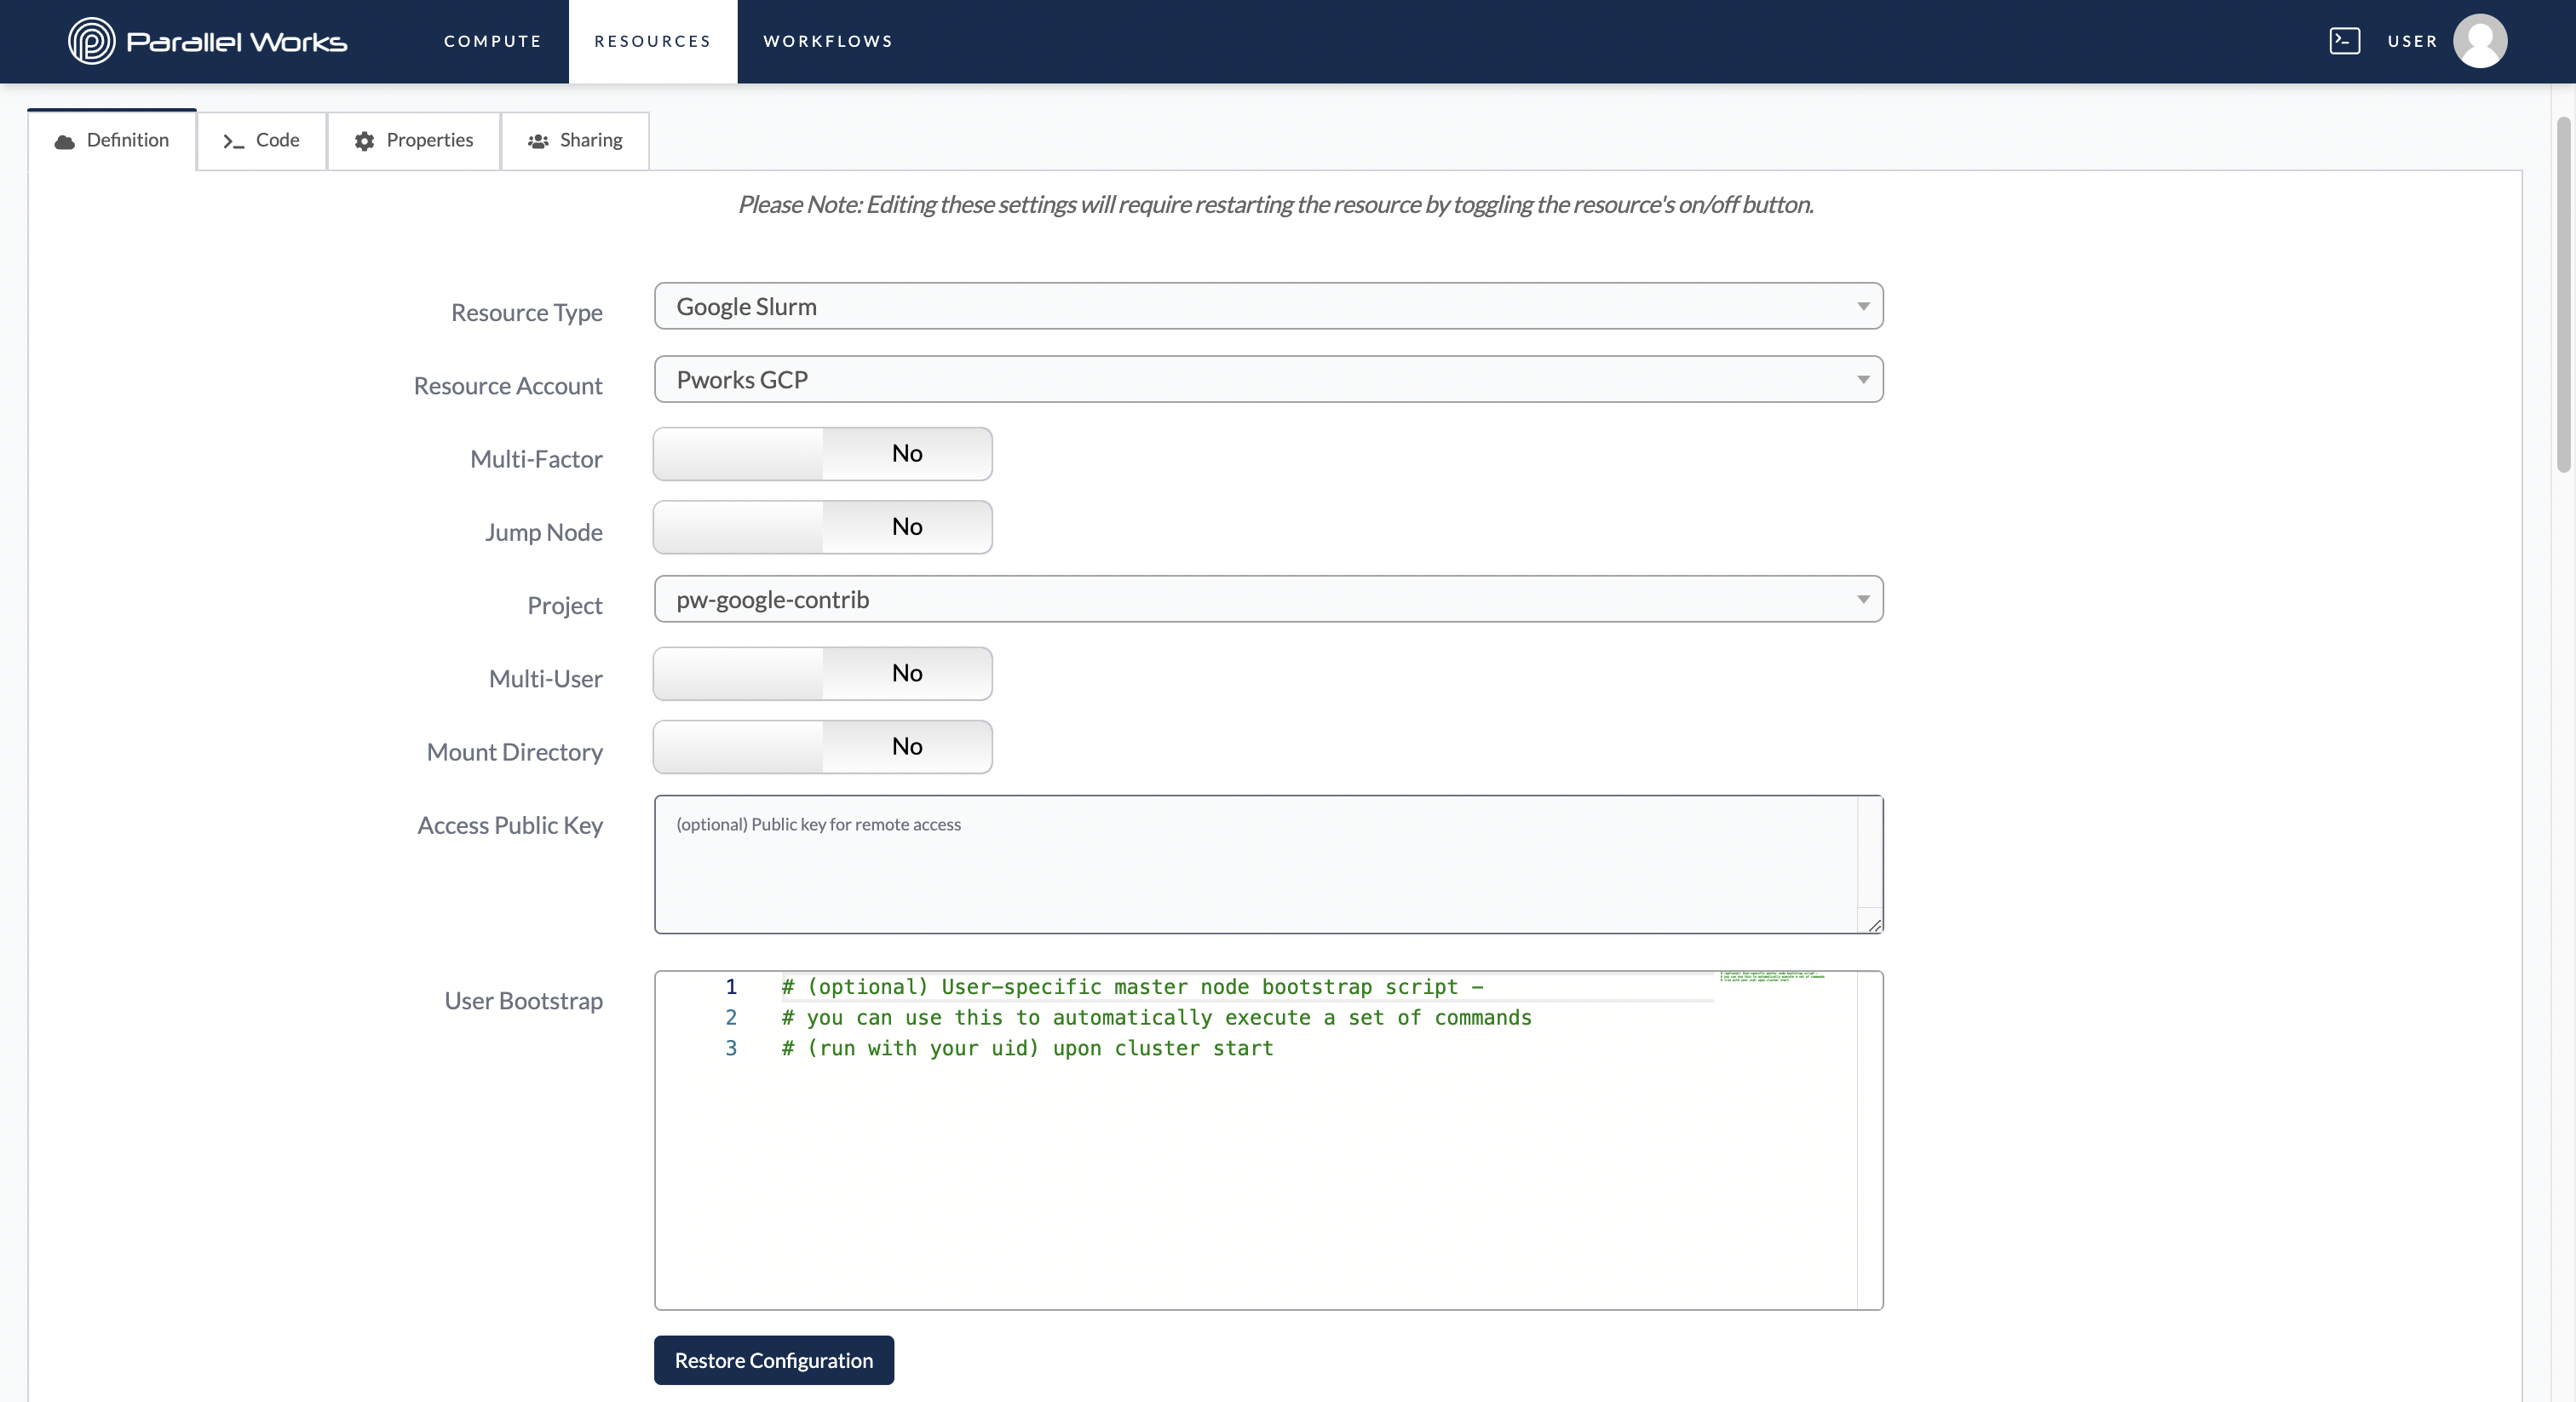 Parallel Works
COMPUTE
RESOURCES
WORKFLOWS
USER
Definition
Code
Properties
Sharing
Please Note: Editing these settings will require restarting the resource by toggling the resource's on/off button.
Resource Type
Google Slurm
Resource Account
Pworks GCP
Multi-Factor
No
Jump Node
No
Project
pw-google-contrib
Multi-User
No
Mount Directory
No
Access Public Key
(optional) Public key for remote access
User Bootstrap
1 # (optional) User-specific master node bootstrap script -
2 # you can use this to automatically execute a set of commands
3 # (run with your uid) upon cluster start
Restore Configuration